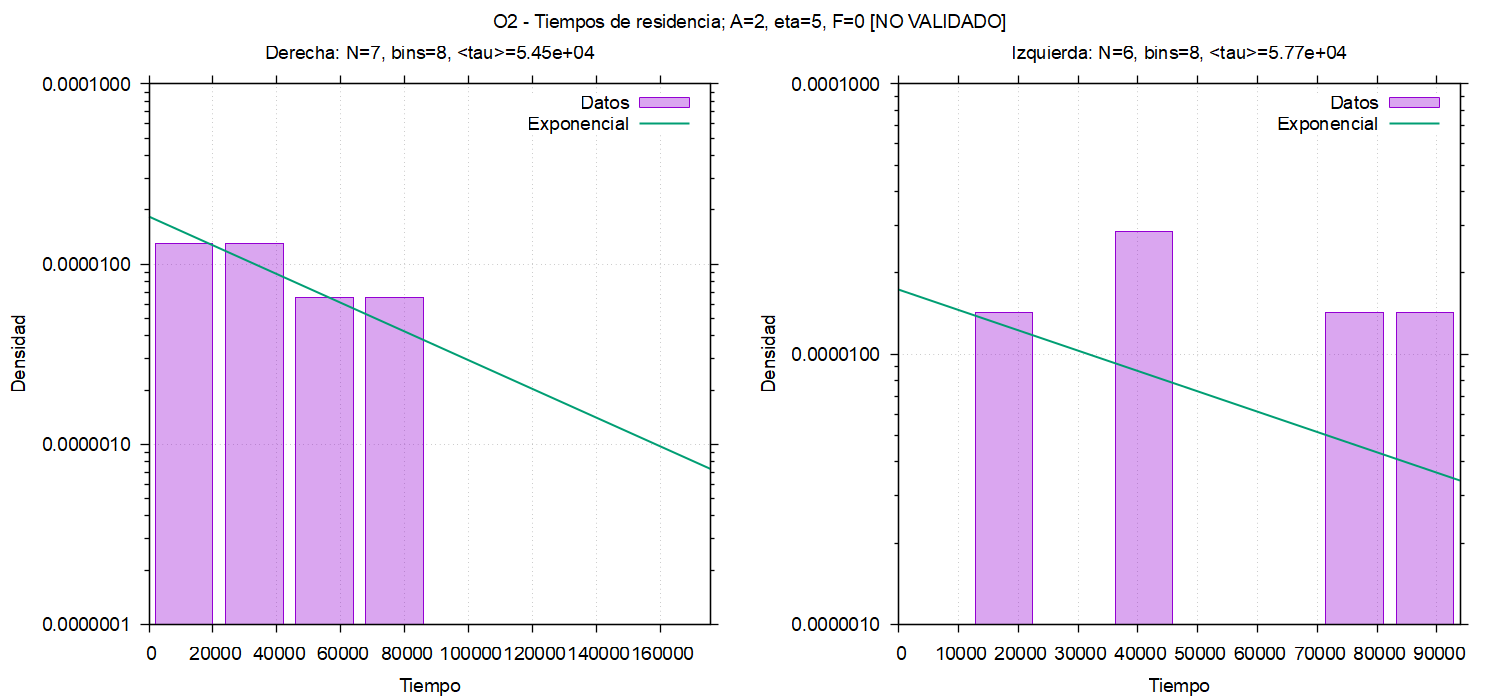 O2 - Tiempos de residencia; A=2, eta=5, F=0 [NO VALIDADO]
Derecha: N=7, bins=8, <tau>=5.45e+04
Datos
Exponencial
Densidad
0.0001000
0.0000100
0.0000010
0.0000001
0 20000 40000 60000 80000 100000 120000 140000 160000
Tiempo
Izquierda: N=6, bins=8, <tau>=5.77e+04
Datos
Exponencial
Densidad
0.0001000
0.0000100
0.0000010
0 10000 20000 30000 40000 50000 60000 70000 80000 90000
Tiempo